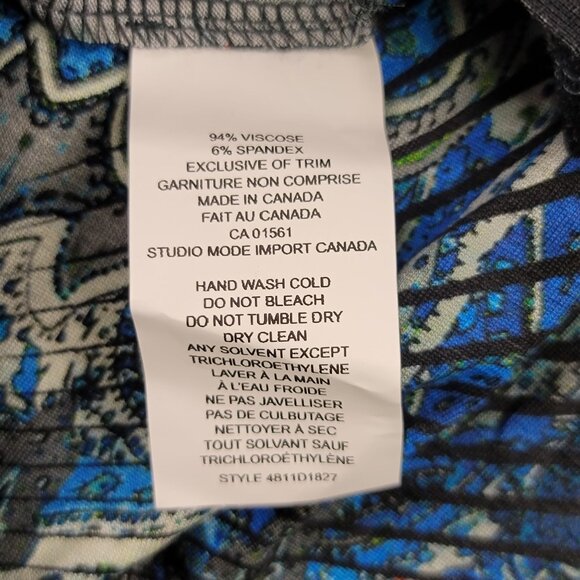 94% VISCOSE
6% SPANDEX
EXCLUSIVE OF TRIM
GARNITURE NON COMPRISE
MADE IN CANADA
FAIT AU CANADA
CA 01561
STUDIO MODE IMPORT CANADA
HAND WASH COLD
DO NOT BLEACH
DO NOT TUMBLE DRY
DRY CLEAN
ANY SOLVENT EXCEPT
TRICHLOROETHYLENE
LAVER À LA MAIN
À L'EAU FROIDE
NE PAS JAVELLISER
PAS DE CULBUTAGE
NETTOYER À SEC
TOUT SOLVANT SAUF
TRICHLOROÉTHYLÈNE
STYLE 4811D1827